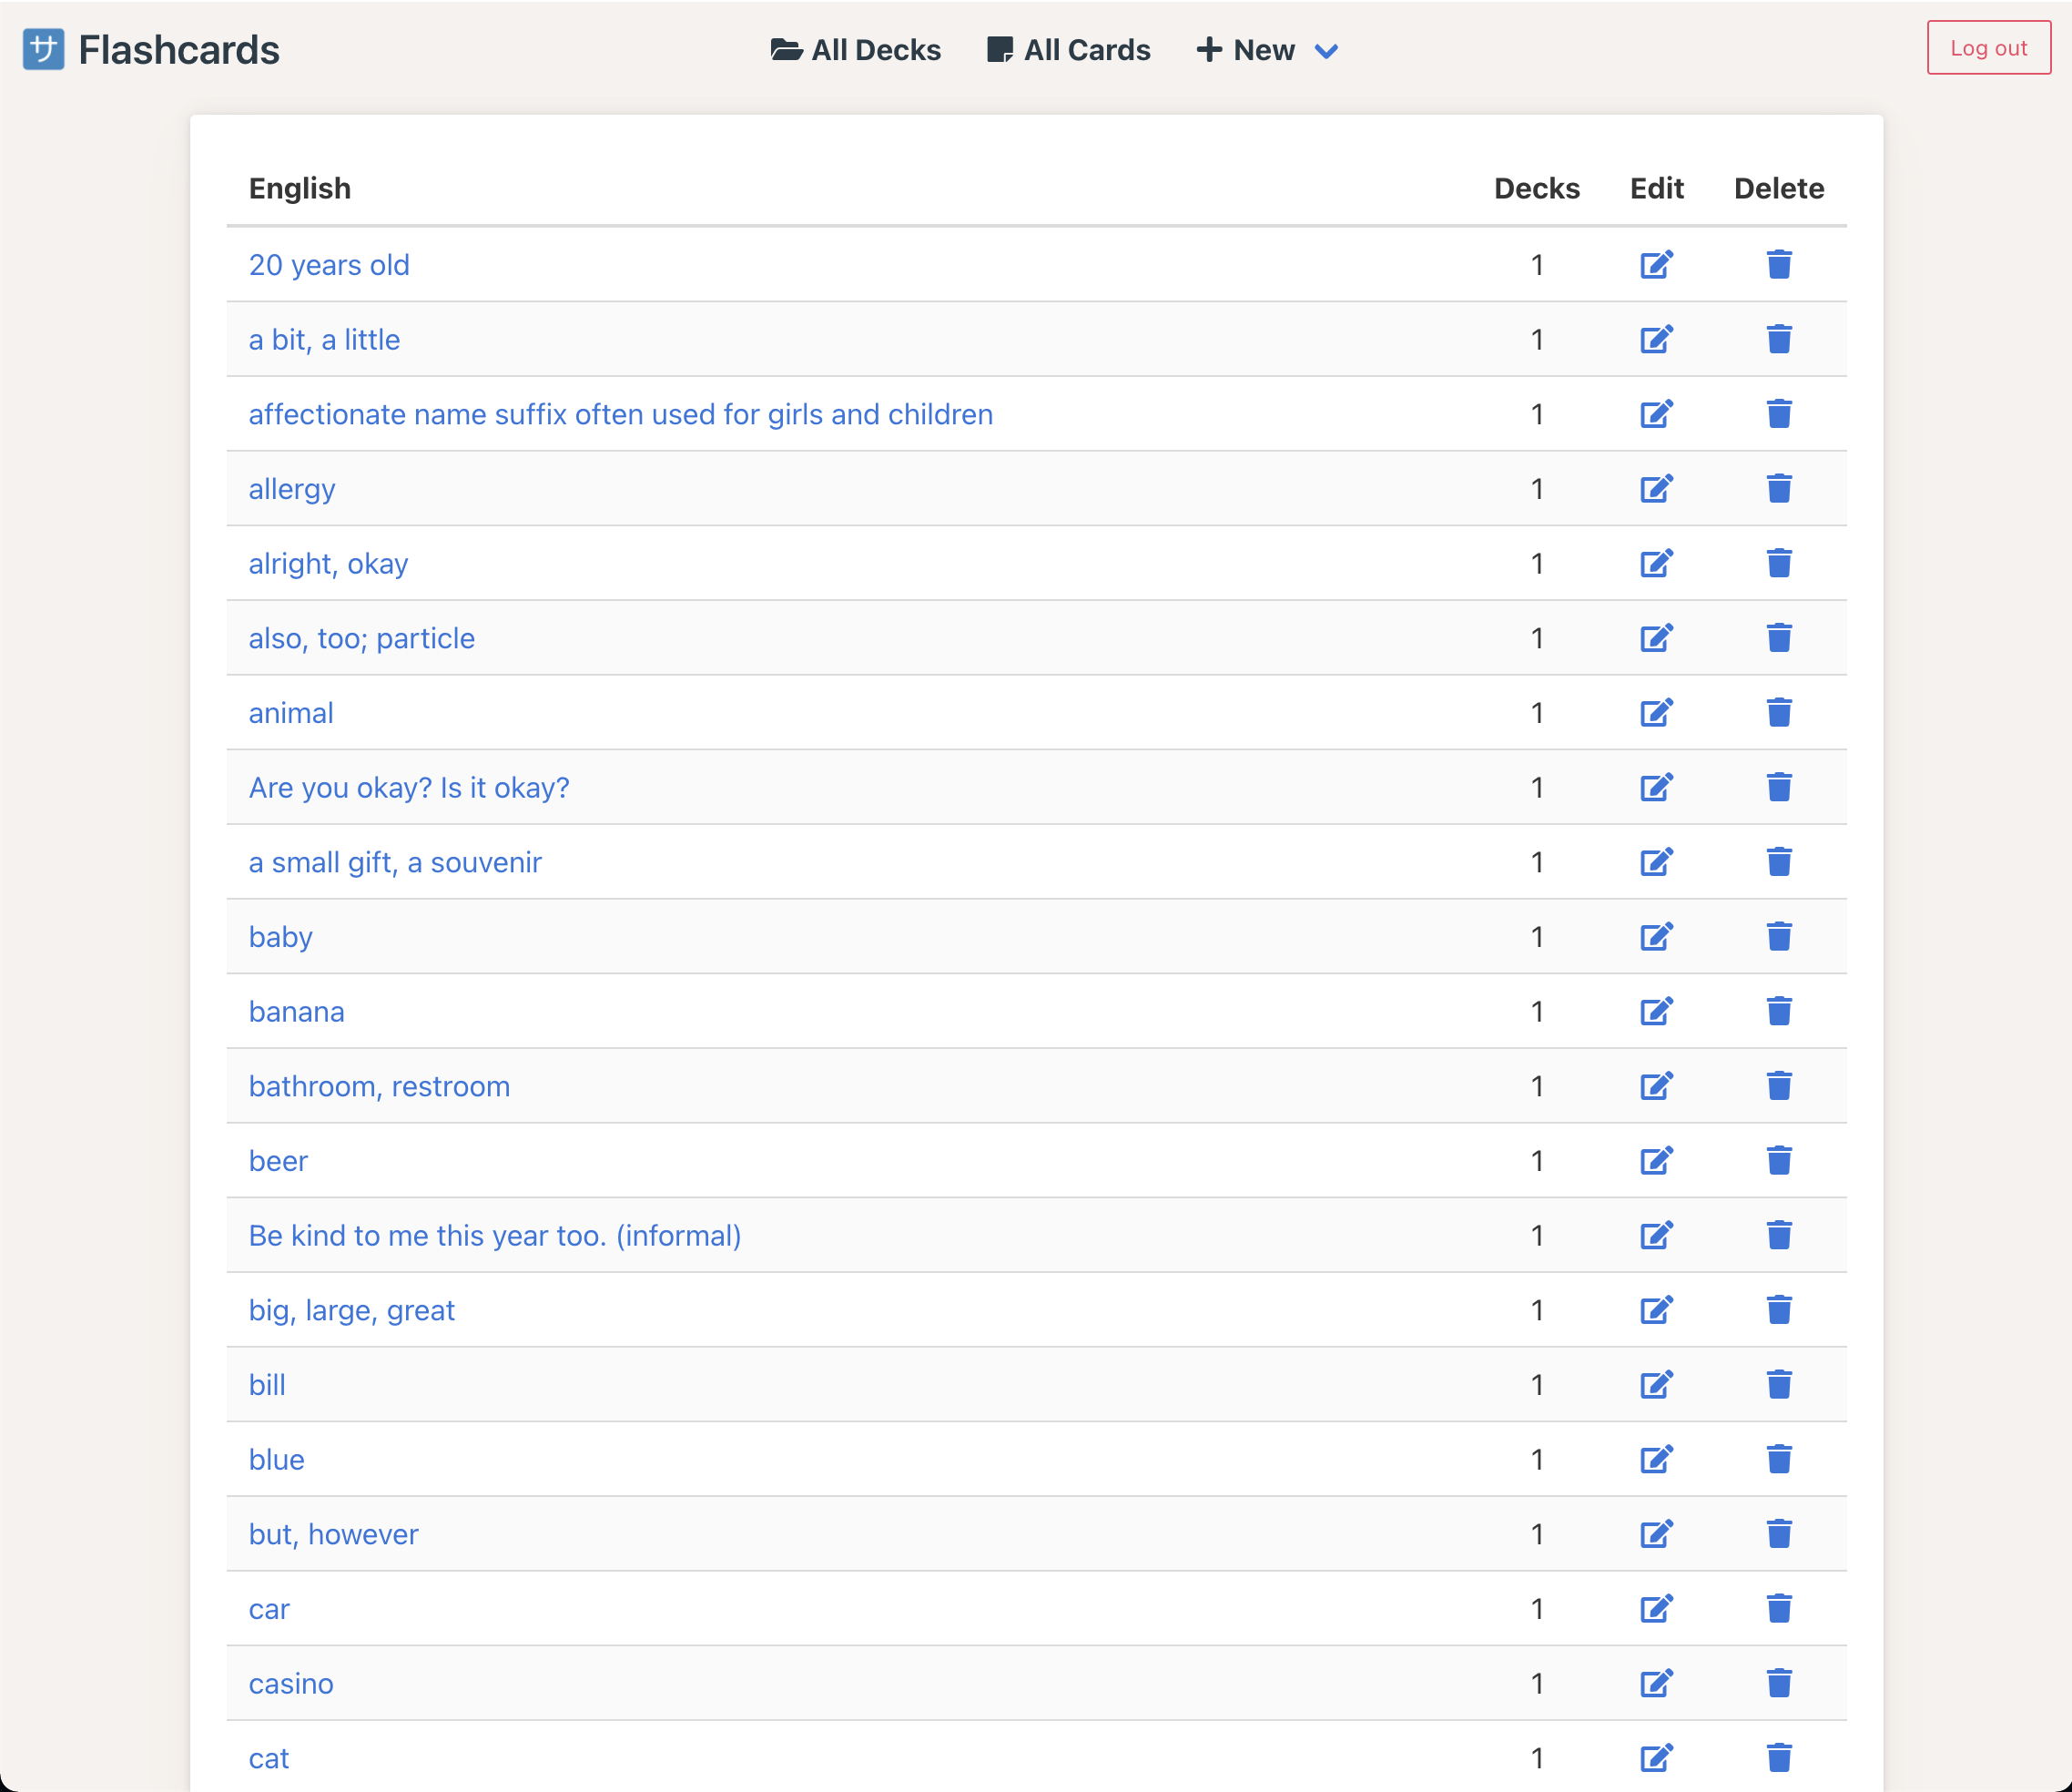 サ Flashcards
All Decks All Cards + New
Log out
English Decks Edit Delete
20 years old 1
a bit, a little 1
affectionate name suffix often used for girls and children 1
allergy 1
alright, okay 1
also, too; particle 1
animal 1
Are you okay? Is it okay? 1
a small gift, a souvenir 1
baby 1
banana 1
bathroom, restroom 1
beer 1
Be kind to me this year too. (informal) 1
big, large, great 1
bill 1
blue 1
but, however 1
car 1
casino 1
cat 1